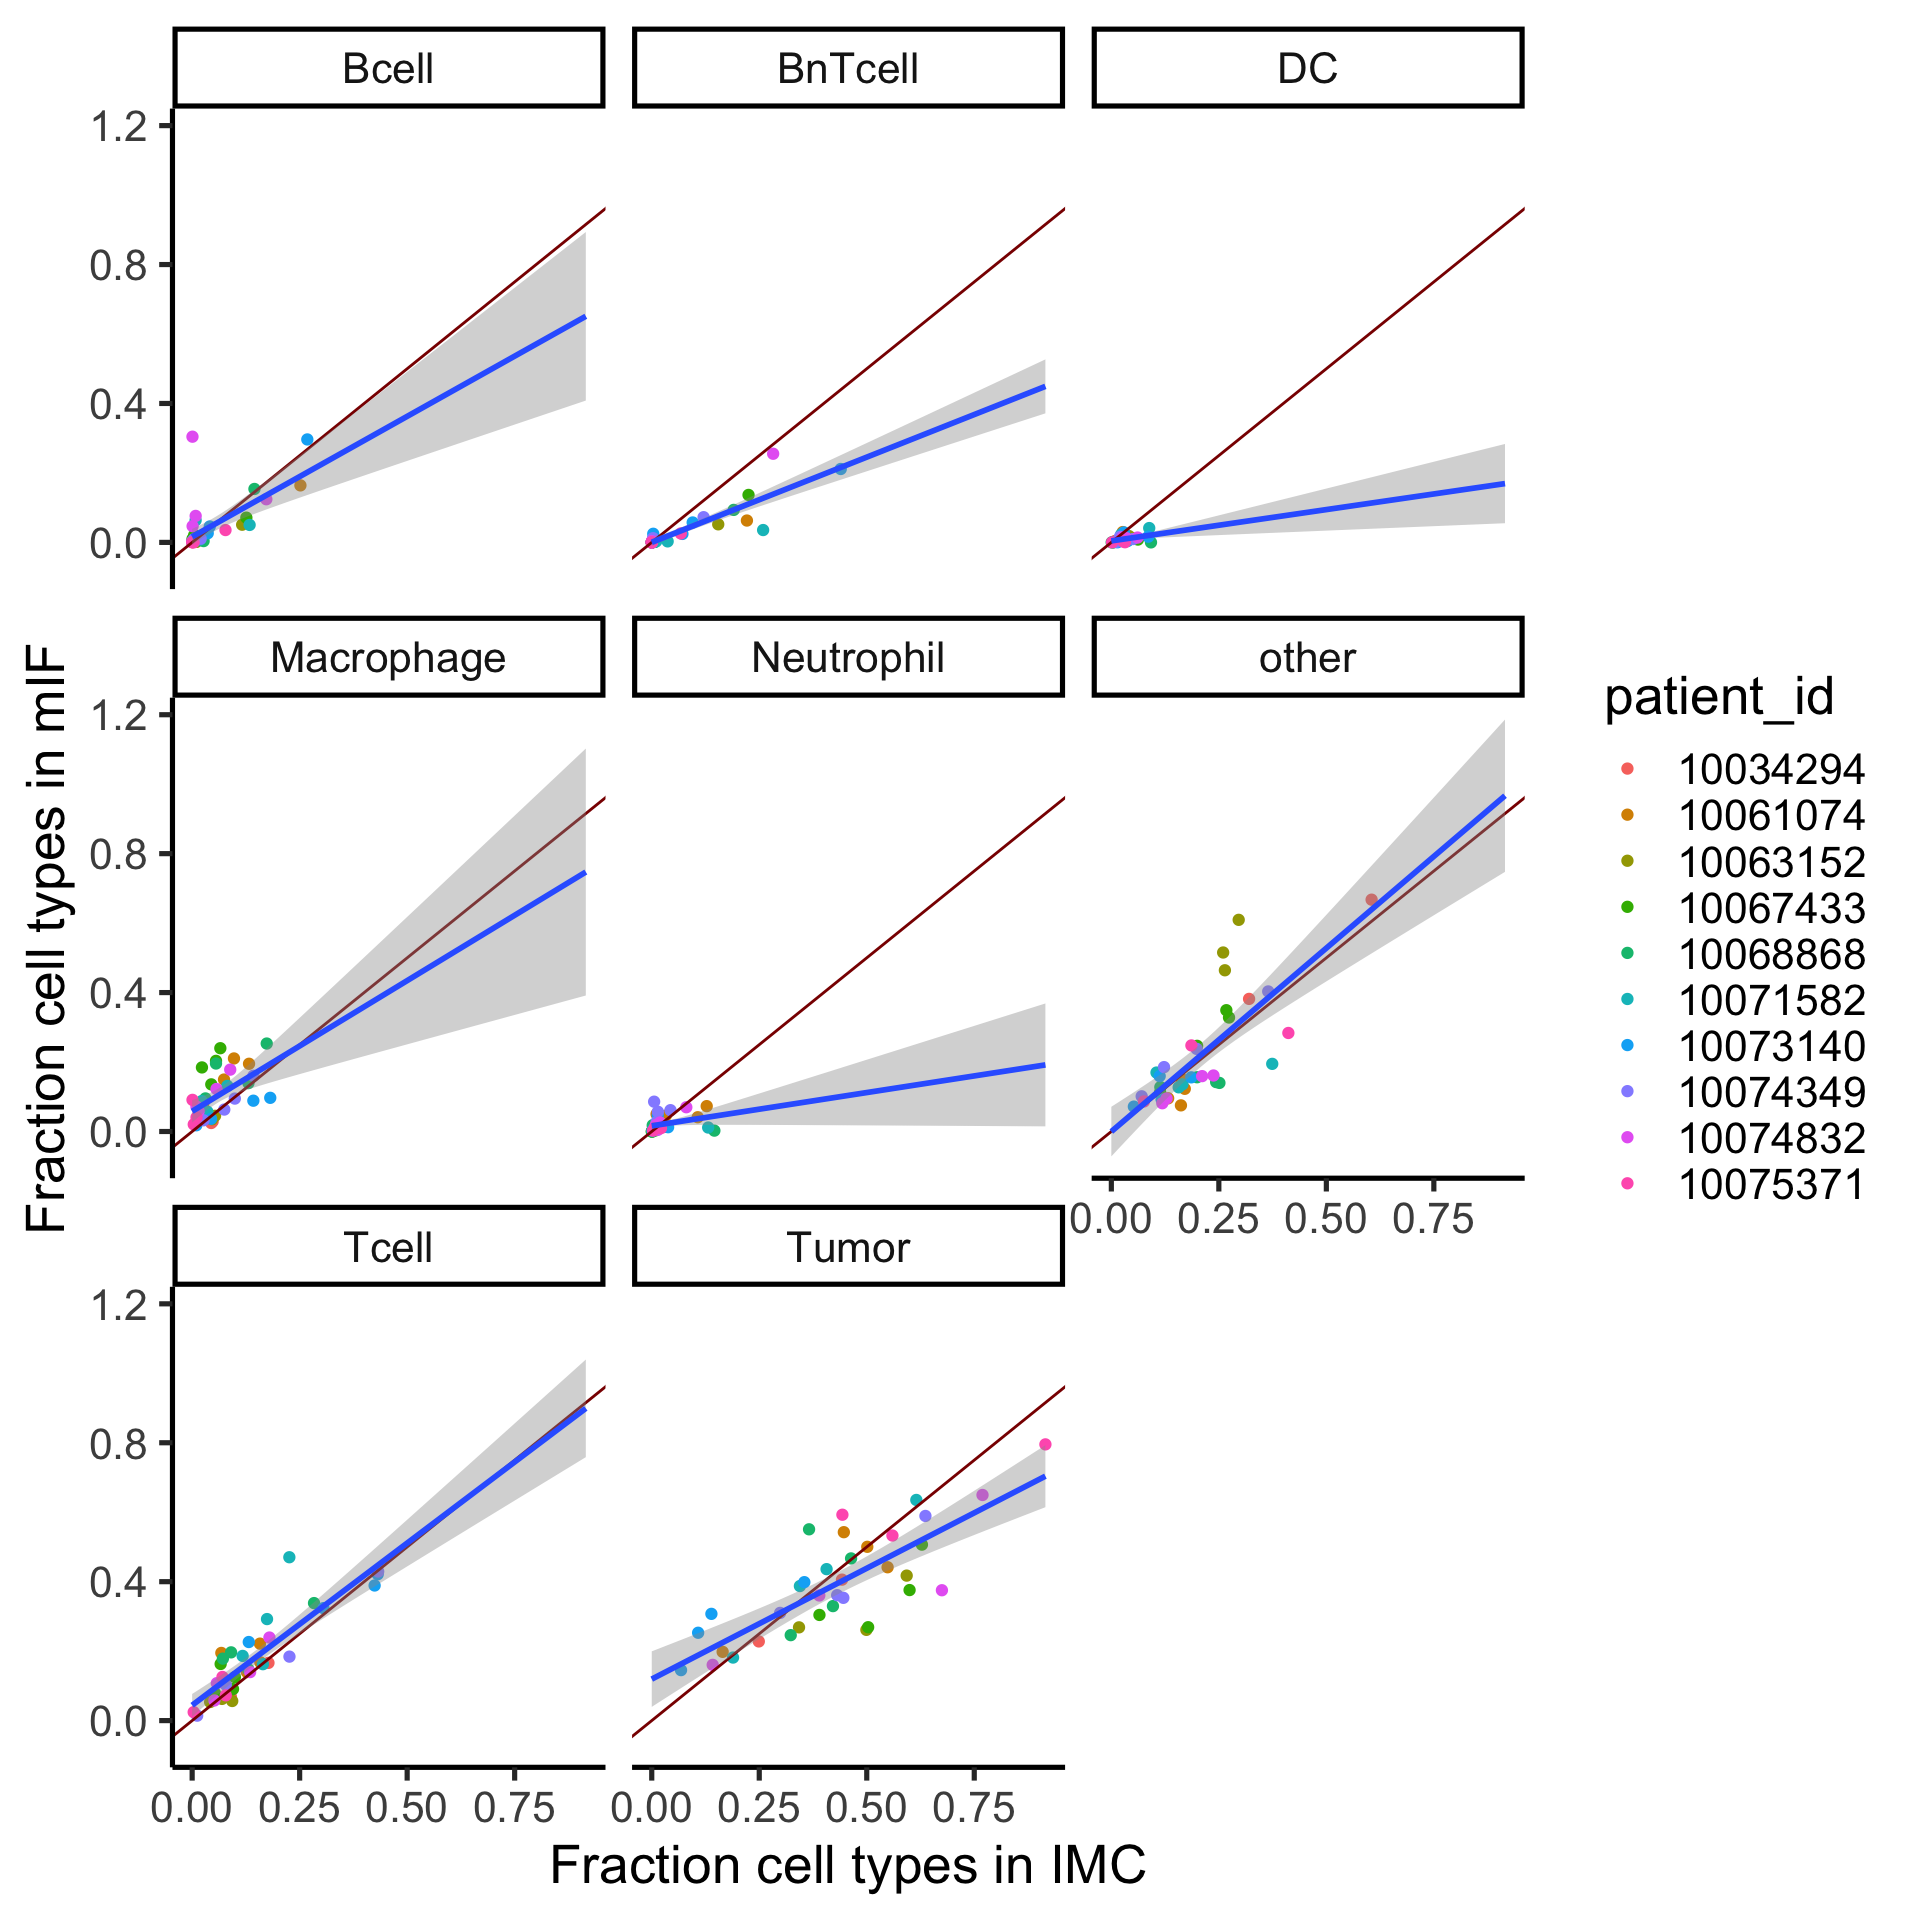 Bcell BnTcell DC
1.2
0.8
0.4
0.0
Macrophage Neutrophil other
1.2
0.8
0.4
0.0
0.00 0.25 0.50 0.75
Tcell Tumor
1.2
0.8
0.4
0.0
0.00 0.25 0.50 0.75 0.00 0.25 0.50 0.75
Fraction cell types in IMC
Fraction cell types in mIF
patient_id
10034294
10061074
10063152
10067433
10068868
10071582
10073140
10074349
10074832
10075371